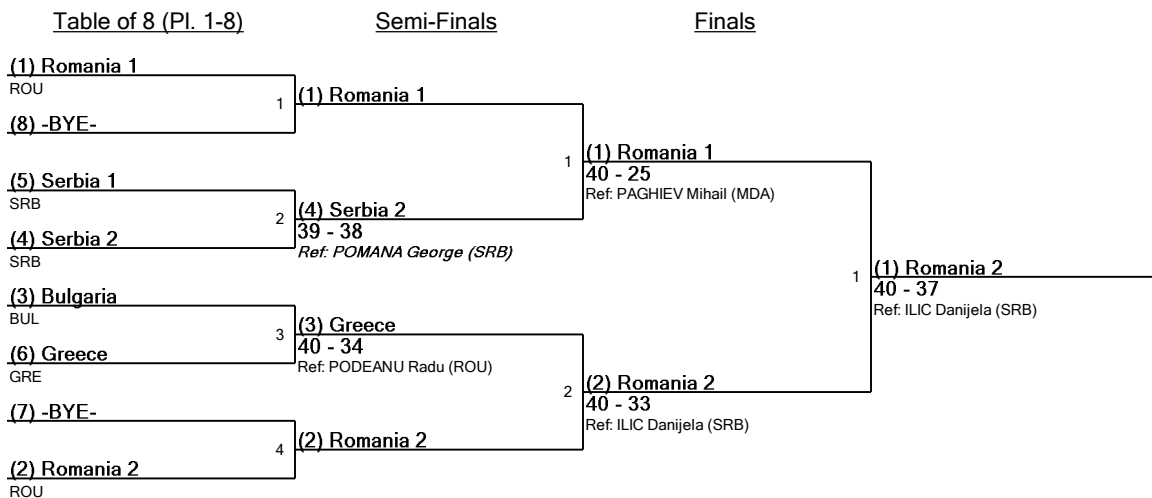 Table of 8 (Pl. 1-8)
Semi-Finals
Finals
(1) Romania 1
ROU
(8) -BYE-
(5) Serbia 1
SRB
(4) Serbia 2
SRB
(3) Bulgaria
BUL
(6) Greece
GRE
(7) -BYE-
(2) Romania 2
ROU
1
(1) Romania 1
2
(4) Serbia 2
39 - 38
Ref: POMANA George (SRB)
3
(3) Greece
40 - 34
Ref: PODEANU Radu (ROU)
4
(2) Romania 2
1
(1) Romania 1
40 - 25
Ref: PAGHIEV Mihail (MDA)
2
(2) Romania 2
40 - 33
Ref: ILIC Danijela (SRB)
1
(1) Romania 2
40 - 37
Ref: ILIC Danijela (SRB)